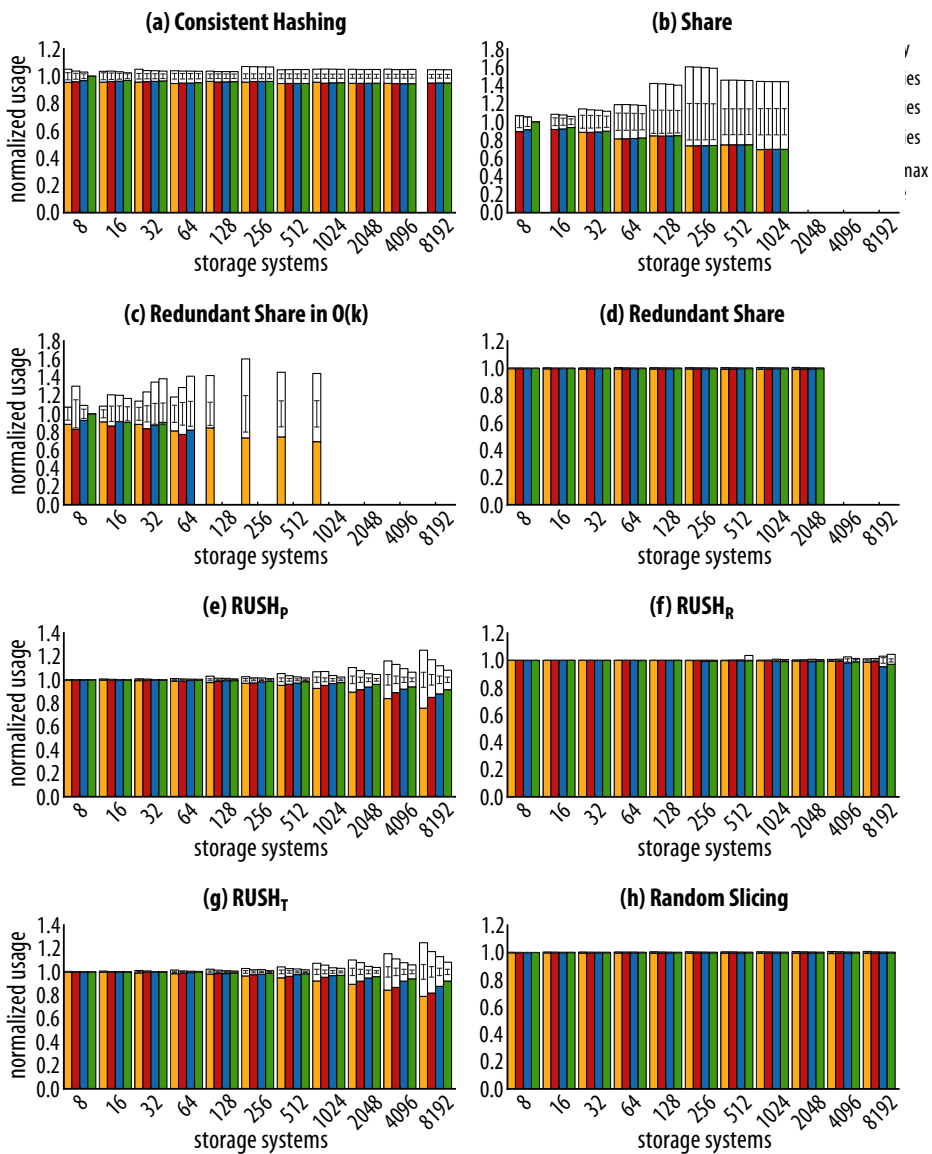 (a) Consistent Hashing
normalized usage
1.2
1.0
0.8
0.6
0.4
0.2
0.0
8 16 32 64 128 256 512 1024 2048 4096 8192
storage systems
(b) Share
1.8
1.6
1.4
1.2
1.0
0.8
0.6
0.4
0.2
0.0
8 16 32 64 128 256 512 1024 2048 4096 8192
storage systems
y
ies
ies
ies
max
(c) Redundant Share in O(k)
normalized usage
1.8
1.6
1.4
1.2
1.0
0.8
0.6
0.4
0.2
0.0
8 16 32 64 128 256 512 1024 2048 4096 8192
storage systems
(d) Redundant Share
1.2
1.0
0.8
0.6
0.4
0.2
0.0
8 16 32 64 128 256 512 1024 2048 4096 8192
storage systems
(e) RUSHP
normalized usage
1.4
1.2
1.0
0.8
0.6
0.4
0.2
0.0
8 16 32 64 128 256 512 1024 2048 4096 8192
storage systems
(f) RUSHR
1.2
1.0
0.8
0.6
0.4
0.2
0.0
8 16 32 64 128 256 512 1024 2048 4096 8192
storage systems
(g) RUSHT
normalized usage
1.4
1.2
1.0
0.8
0.6
0.4
0.2
0.0
8 16 32 64 128 256 512 1024 2048 4096 8192
storage systems
(h) Random Slicing
1.2
1.0
0.8
0.6
0.4
0.2
0.0
8 16 32 64 128 256 512 1024 2048 4096 8192
storage systems